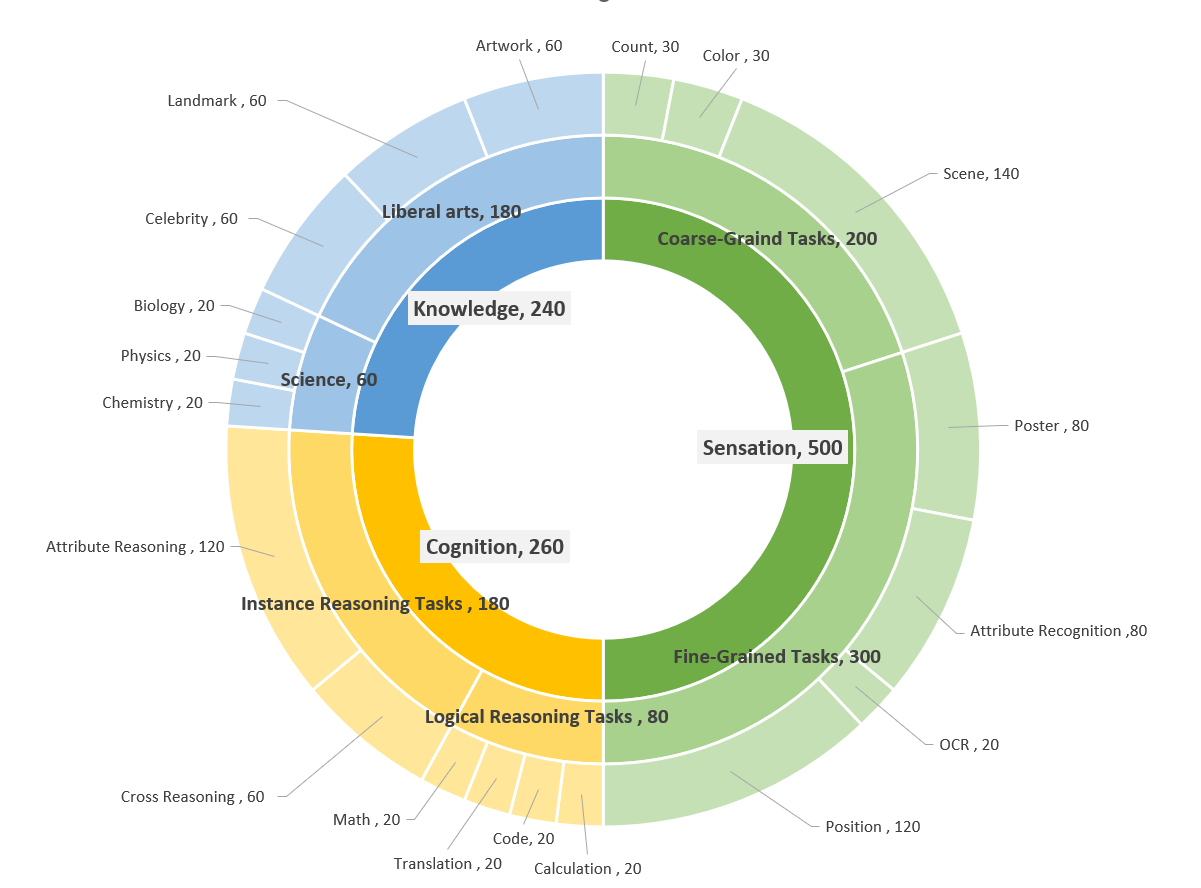 Artwork , 60
Count, 30
Color , 30
Landmark , 60
Scene, 140
Liberal arts, 180
Celebrity , 60
Coarse-Graind Tasks, 200
Biology , 20
Knowledge, 240
Physics , 20
Science, 60
Chemistry , 20
Poster , 80
Sensation, 500
Attribute Reasoning , 120
Cognition, 260
Instance Reasoning Tasks , 180
Attribute Recognition ,80
Fine-Grained Tasks, 300
Logical Reasoning Tasks , 80
OCR , 20
Cross Reasoning , 60
Math , 20
Position , 120
Code, 20
Translation , 20
Calculation , 20